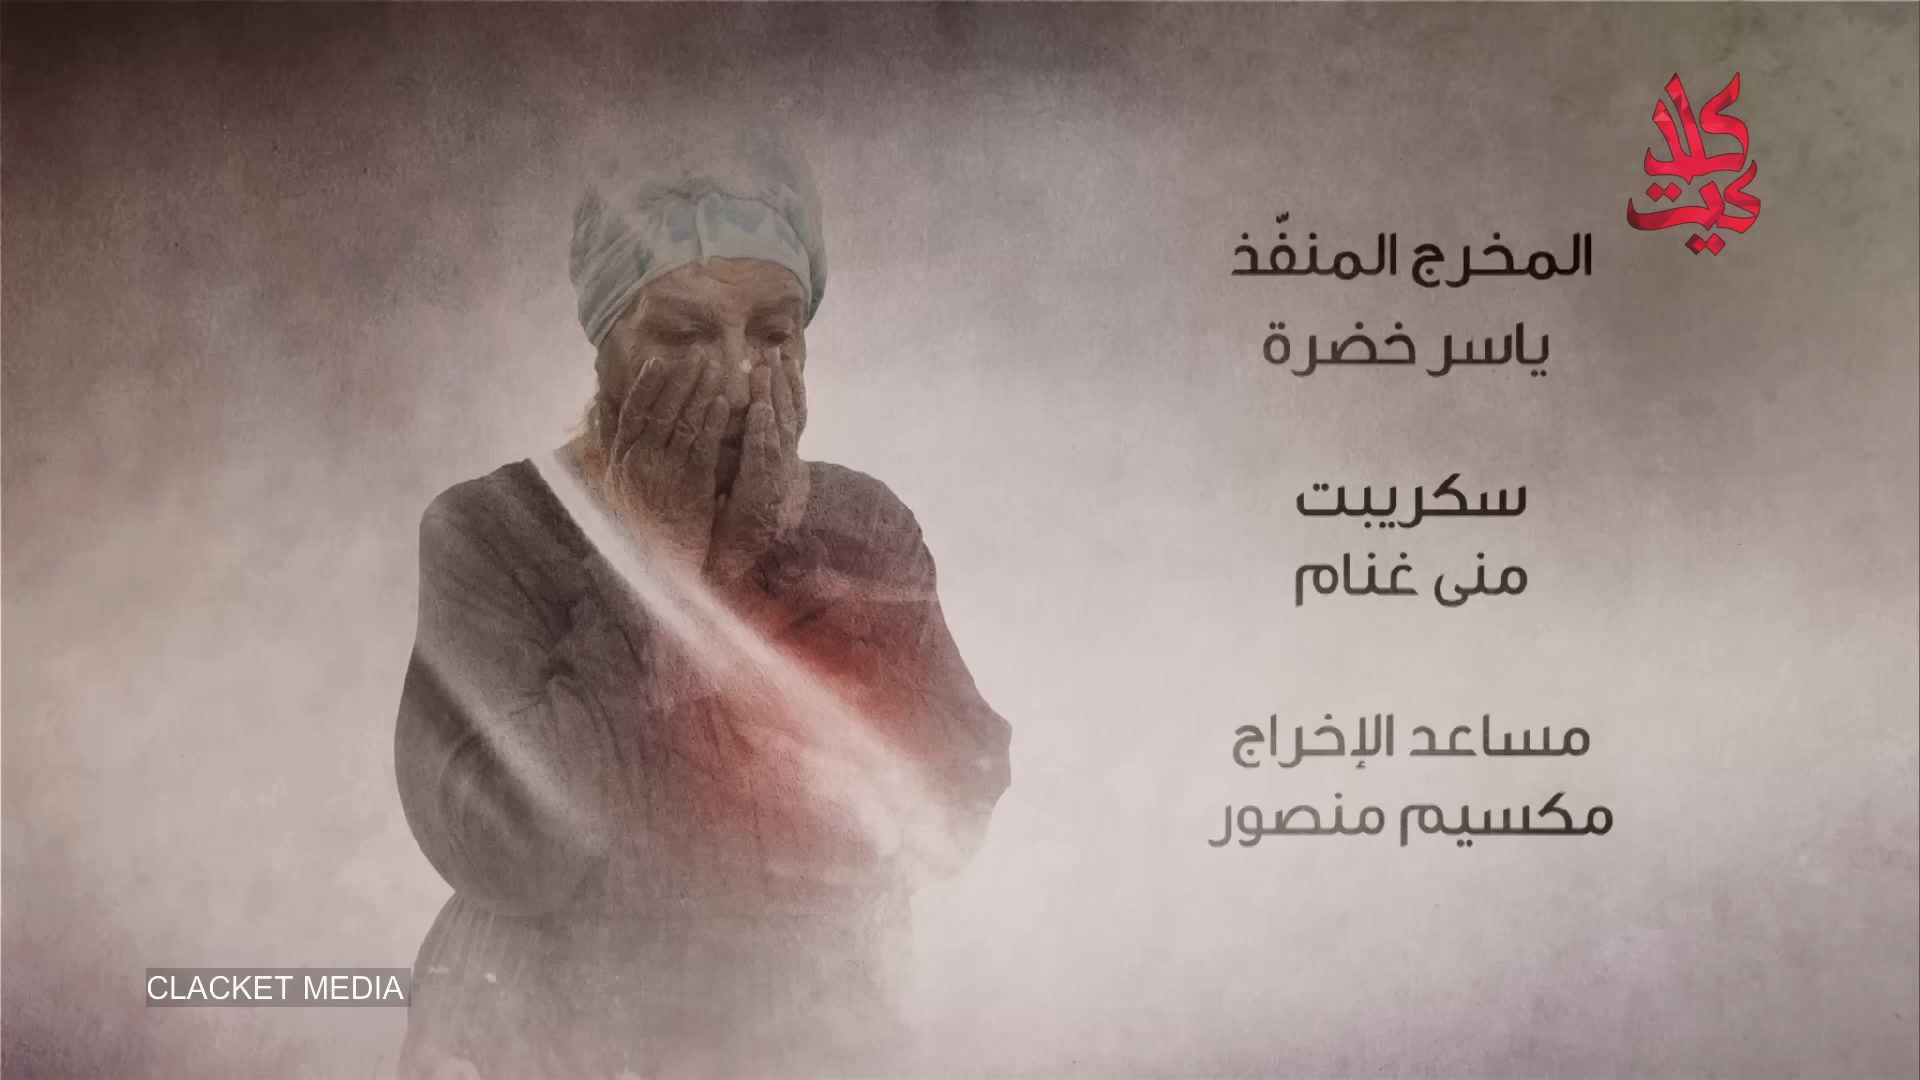 كلاكيت
المخرج المنفّذ
ياسر خضرة
سكريبت
منى غنام
مساعد الإخراج
مكسيم منصور
CLACKET MEDIA